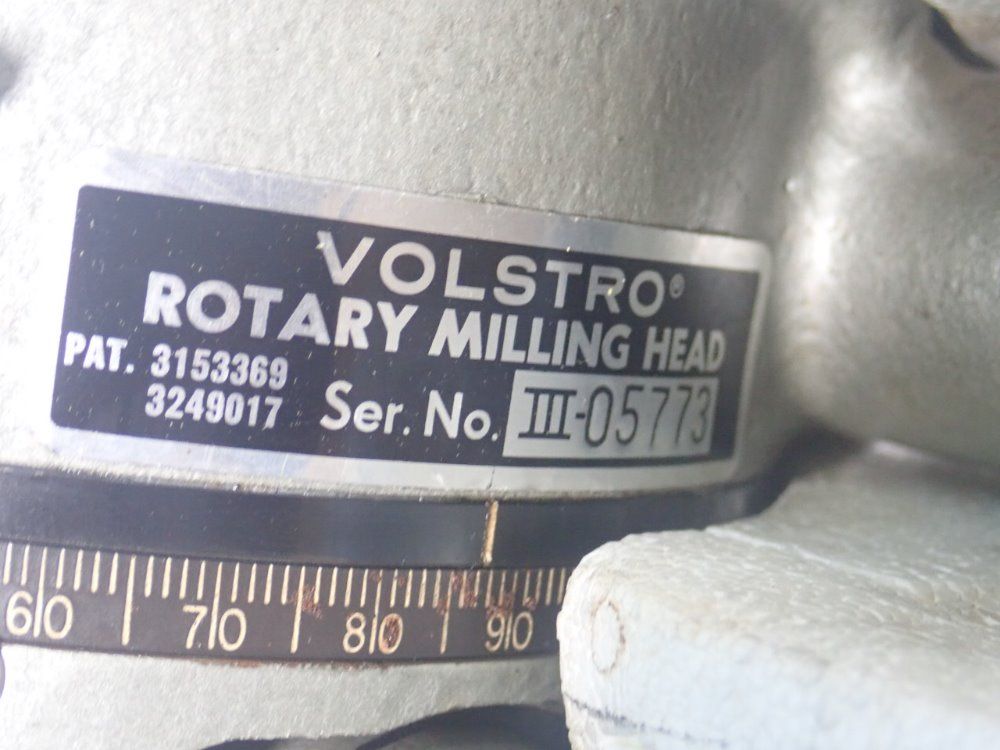 VOLSTRO®
ROTARY MILLING HEAD
PAT. 3153369
3249017
Ser. No. III-05773
60 70 80 90